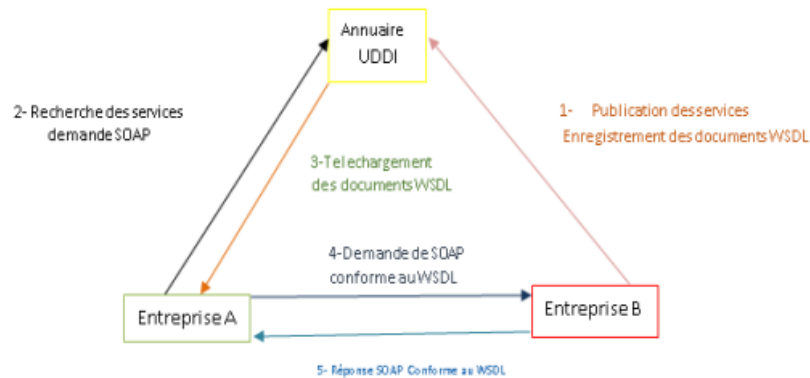 Annuaire
UDDI
2- Recherche des services
demande SOAP
1- Publication des services
Enregistrement des documents WSDL
3-Telechargement
des documents WSDL
4-Demande de SOAP
conforme au WSDL
Entreprise A
Entreprise B
5- Réponse SOAP Conforme au WSDL